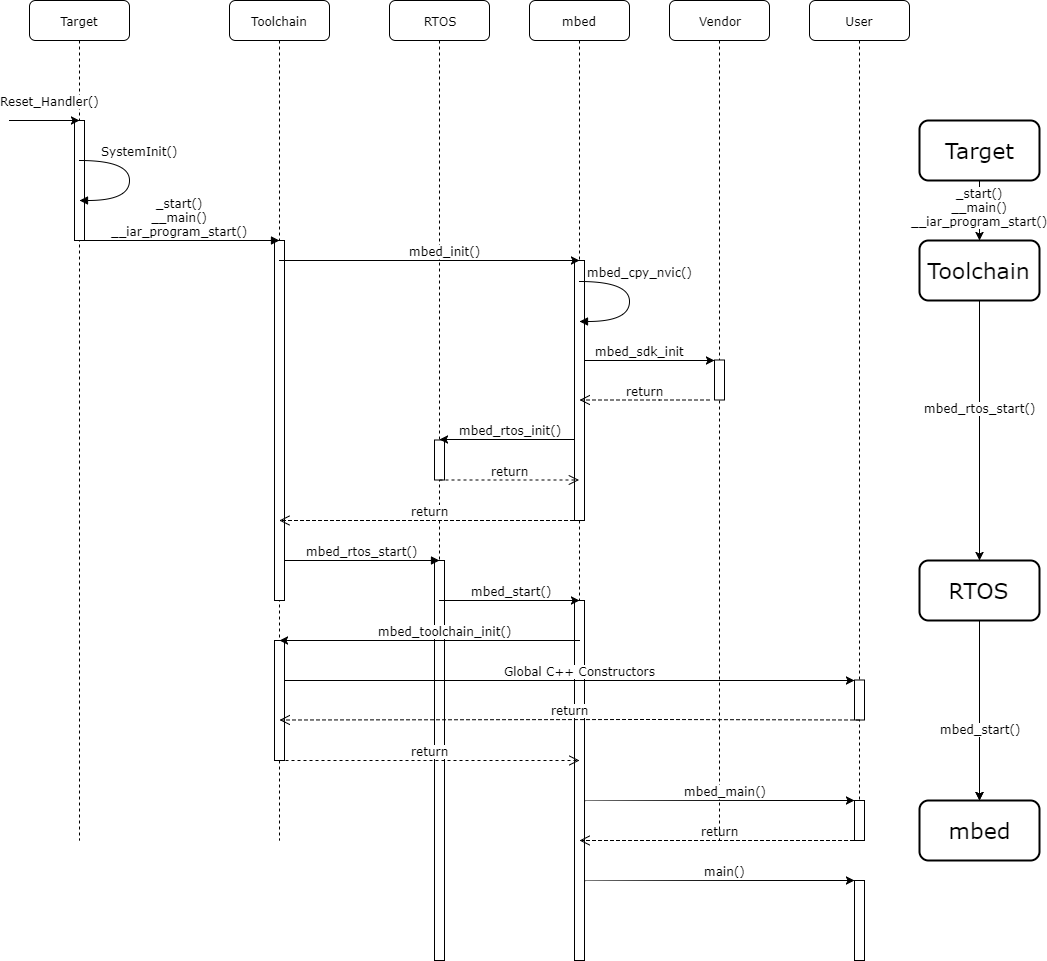 Target
Toolchain
RTOS
mbed
Vendor
User
Reset_Handler()
SystemInit()
_start()
__main()
__iar_program_start()
mbed_init()
mbed_cpy_nvic()
mbed_sdk_init
return
mbed_rtos_init()
return
return
mbed_rtos_start()
mbed_start()
mbed_toolchain_init()
Global C++ Constructors
return
return
mbed_main()
return
main()
Target
_start()
__main()
__iar_program_start()
Toolchain
mbed_rtos_start()
RTOS
mbed_start()
mbed